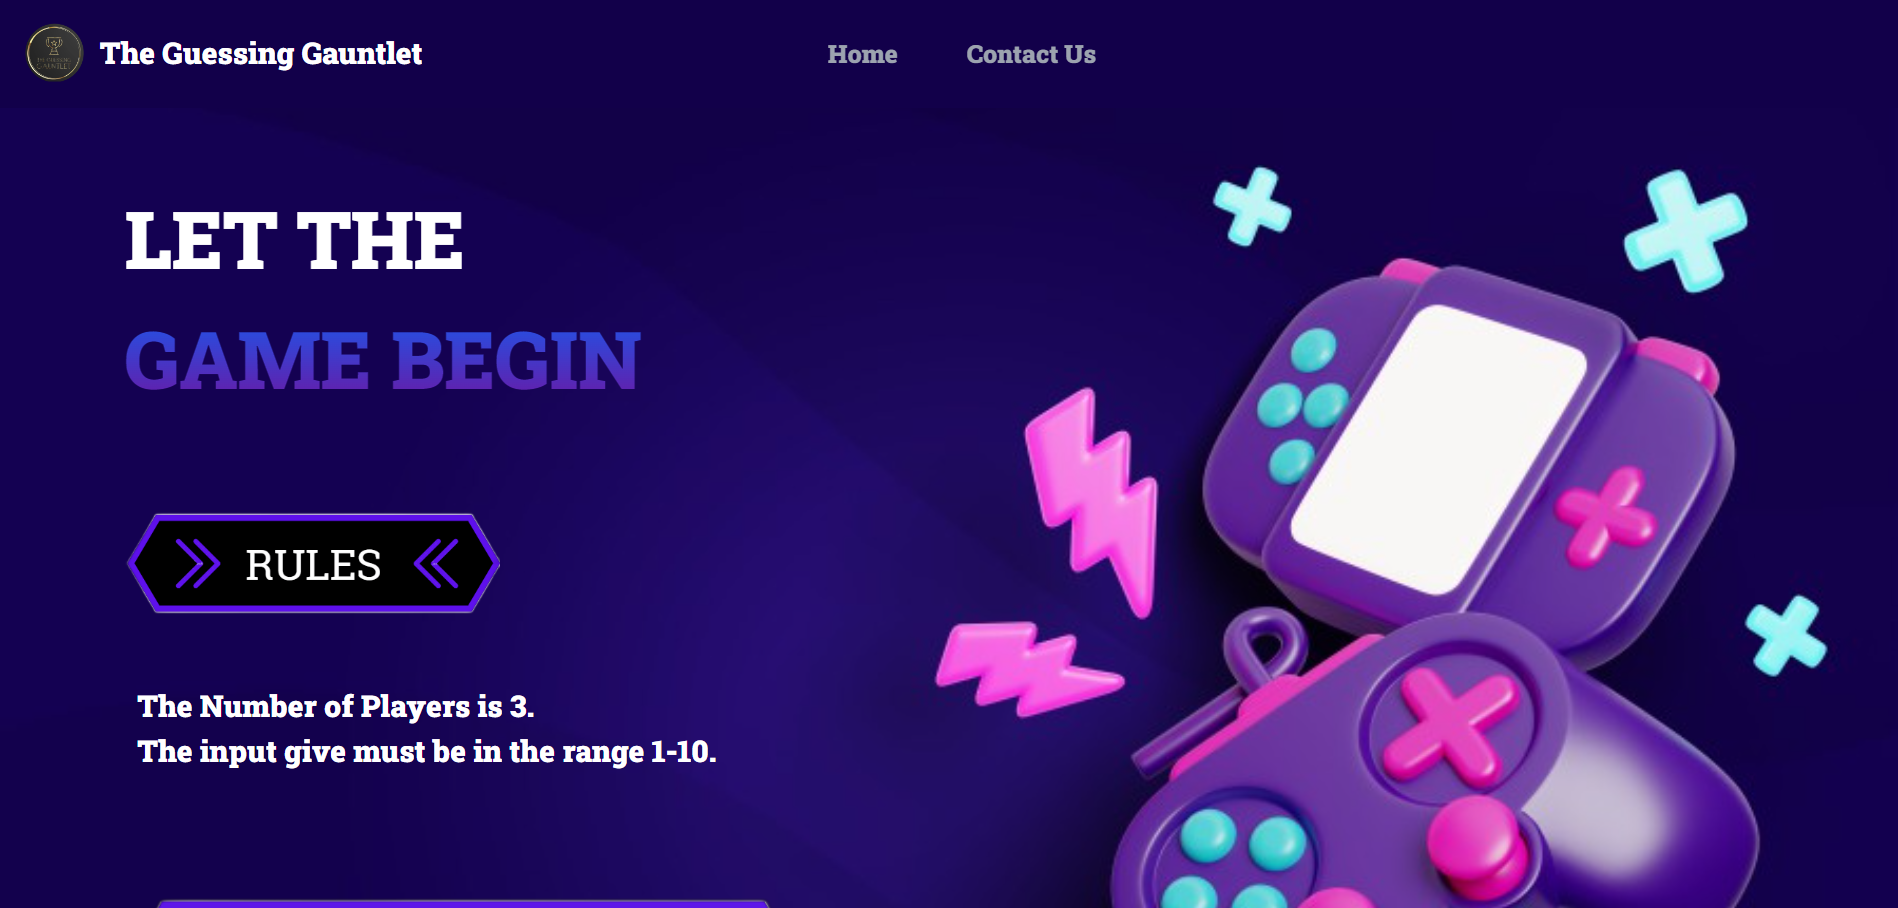 The Guessing Gauntlet
Home
Contact Us
LET THE
GAME BEGIN
RULES
The Number of Players is 3.
The input give must be in the range 1-10.